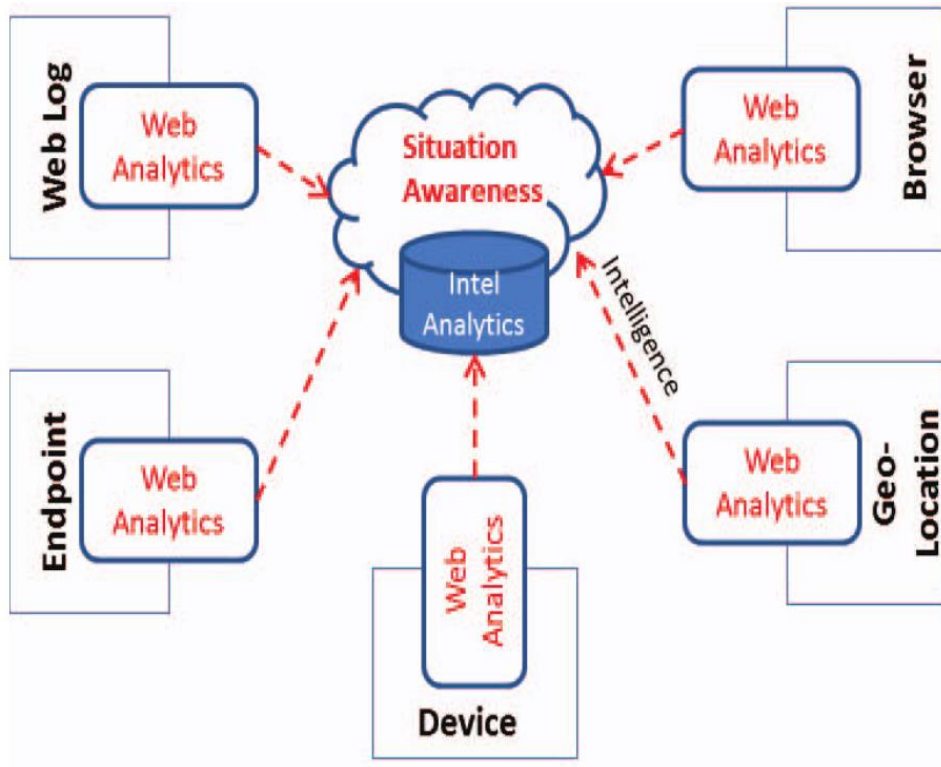 Web Log
Web
Analytics
Situation
Awareness
Intel
Analytics
Web
Analytics
Browser
Endpoint
Web
Analytics
Intelligence
Web
Analytics
Geo-
Location
Web
Analytics
Device